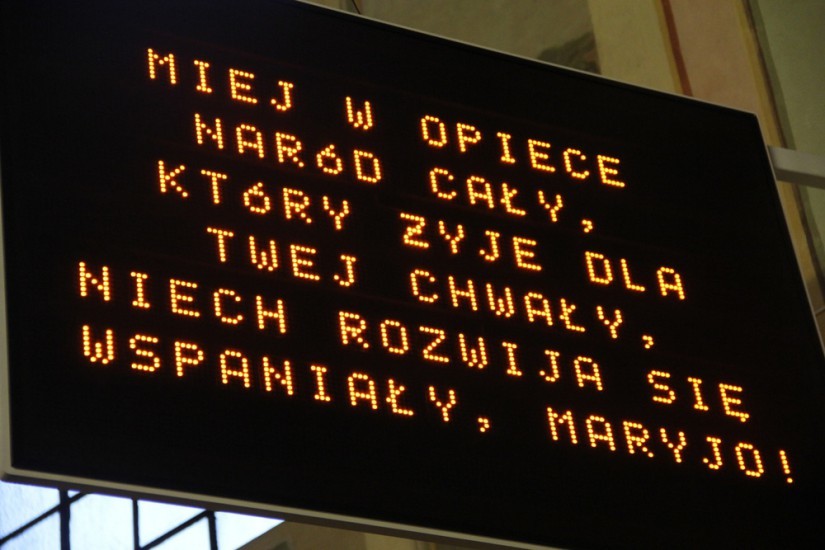 MIEJ W OPIECE
NARÓD CAŁY,
KTÓRY ŻYJE DLA
TWEJ CHWAŁY,
NIECH ROZWIJA SIĘ
WSPANIAŁY, MARYJO!